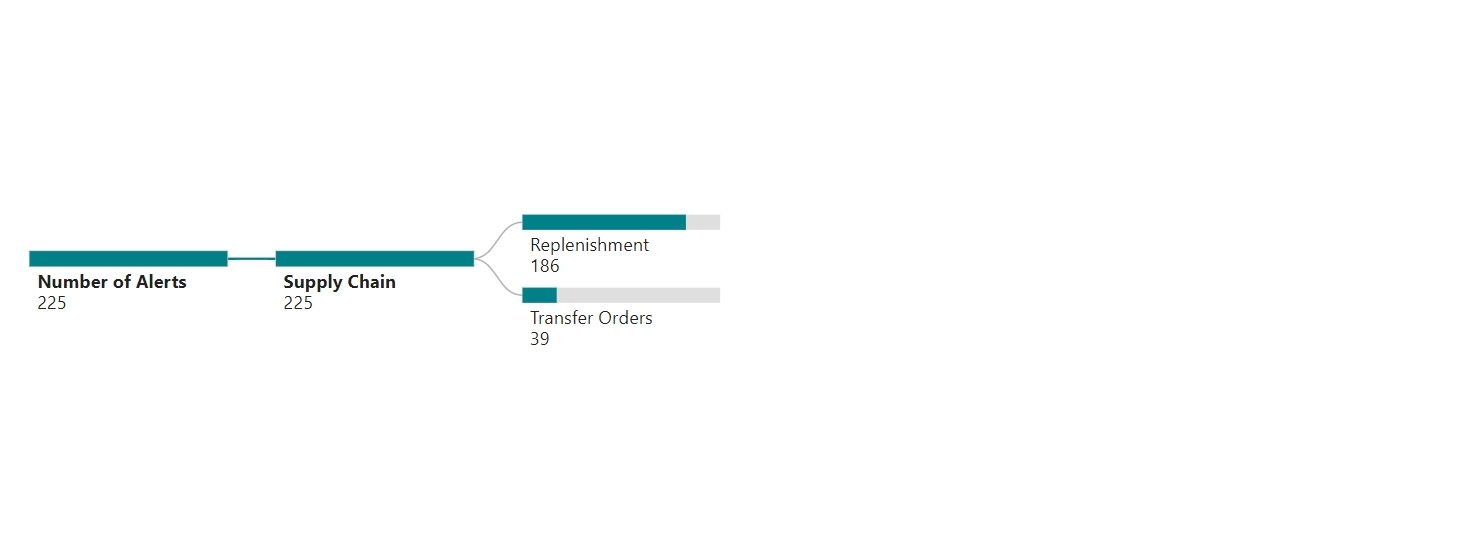 Number of Alerts
225
Supply Chain
225
Replenishment
186
Transfer Orders
39